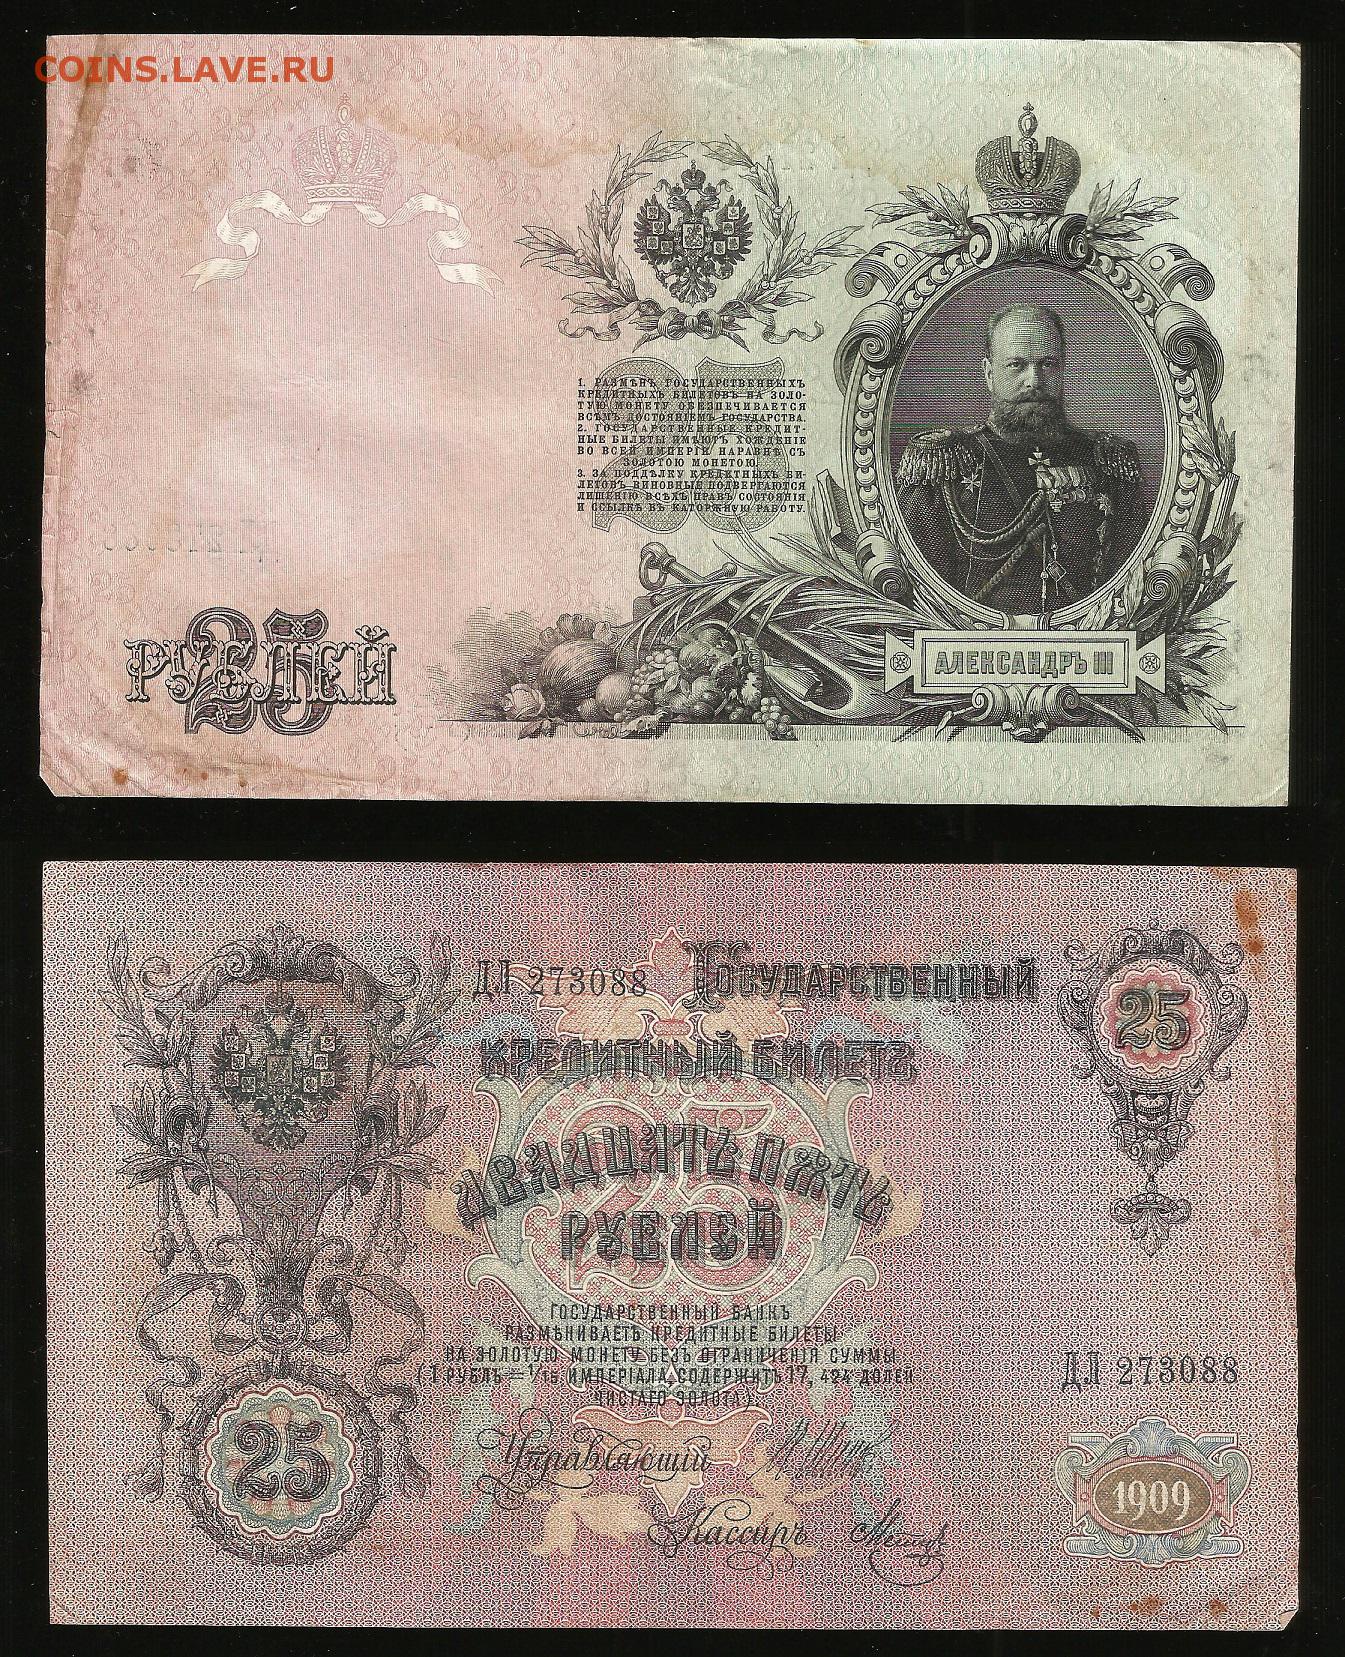 COINS.LAVE.RU
1. РАЗМѢНЪ ГОСУДАРСТВЕННЫХЪ
КРЕДИТНЫХЪ БИЛЕТОВЪ НА ЗОЛО-
ТУЮ МОНЕТУ ОБЕЗПЕЧИВАЕТСЯ
ВСѢМЪ ДОСТОЯНІЕМЪ ГОСУДАРСТВА.
2. ГОСУДАРСТВЕННЫЕ КРЕДИТ-
НЫЕ БИЛЕТЫ ИМѢЮТЪ ХОЖДЕНІЕ
ВО ВСЕЙ ИМПЕРІИ НАРАВНѢ СЪ
ЗОЛОТОЮ МОНЕТОЮ.
3. ЗА ПОДДѢЛКУ КРЕДИТНЫХЪ БИ-
ЛЕТОВЪ ВИНОВНЫЕ ПОДВЕРГАЮТСЯ
ЛИШЕНІЮ ВСѢХЪ ПРАВЪ СОСТОЯНІЯ
И ССЫЛКѢ ВЪ КАТОРЖНУЮ РАБОТУ.
25
25
РУБЛЕЙ
АЛЕКСАНДРЪ III
ДЛ 273088 ГОСУДАРСТВЕННЫЙ
КРЕДИТНЫЙ БИЛЕТЪ
25
25
ДВАДЦАТЬ ПЯТЬ
РУБЛЕЙ
ГОСУДАРСТВЕННЫЙ БАНКЪ
РАЗМѢНИВАЕТЪ КРЕДИТНЫЕ БИЛЕТЫ
НА ЗОЛОТУЮ МОНЕТУ БЕЗЪ ОГРАНИЧЕНІЯ СУММЫ
(1 РУБЛЬ = 1/15 ИМПЕРІАЛА, СОДЕРЖИТЪ 17, 424 ДОЛЕЙ
ЧИСТАГО ЗОЛОТА).
ДЛ 273088
25
Управляющій
Кассиръ
1909